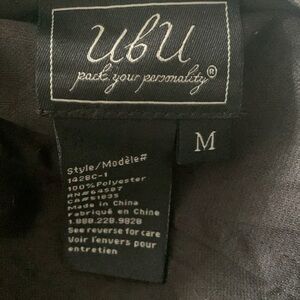 UbU
pack your personality®
M
Style/Modèle#
1428C-1
100% Polyester
RN#64587
CA#51835
Made in China
Fabriqué en Chine
1.888.228.9828
See reverse for care
Voir l'envers pour
entretien